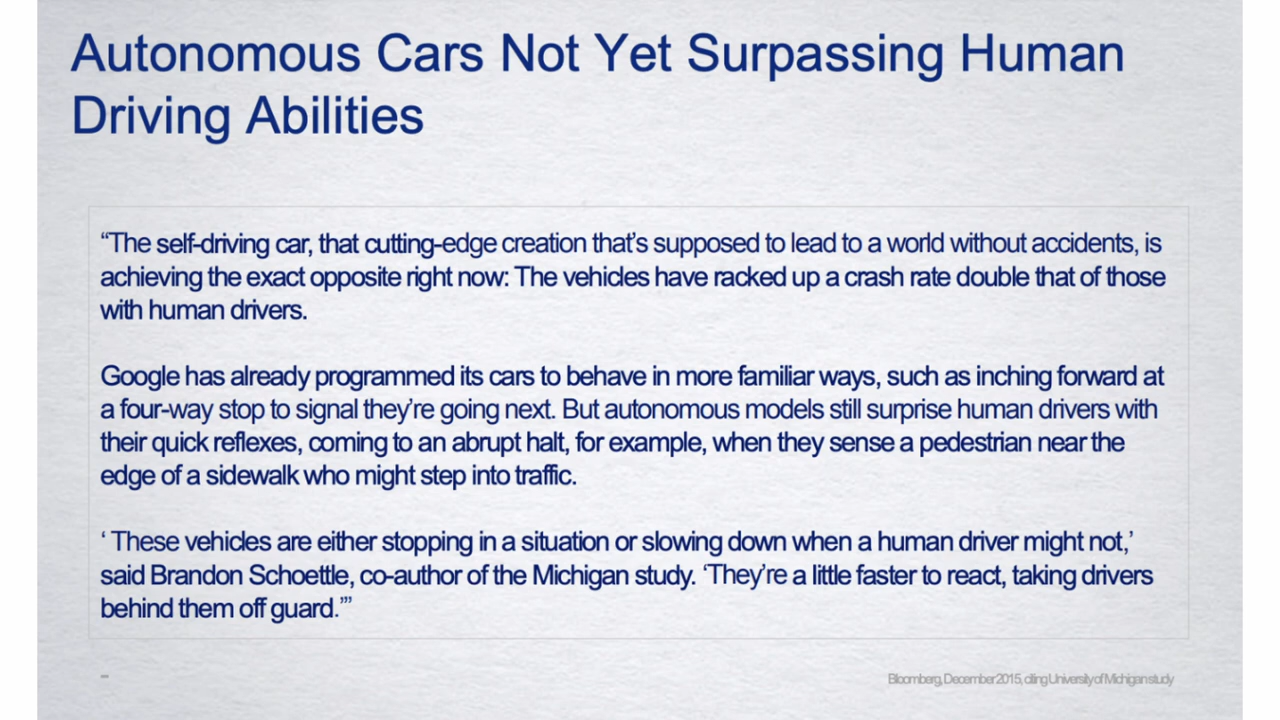 Autonomous Cars Not Yet Surpassing Human
Driving Abilities
“The self-driving car, that cutting-edge creation that’s supposed to lead to a world without accidents, is
achieving the exact opposite right now: The vehicles have racked up a crash rate double that of those
with human drivers.
Google has already programmed its cars to behave in more familiar ways, such as inching forward at
a four-way stop to signal they’re going next. But autonomous models still surprise human drivers with
their quick reflexes, coming to an abrupt halt, for example, when they sense a pedestrian near the
edge of a sidewalk who might step into traffic.
‘ These vehicles are either stopping in a situation or slowing down when a human driver might not,’
said Brandon Schoettle, co-author of the Michigan study. ‘They’re a little faster to react, taking drivers
behind them off guard.’”
Bloomberg, December 2015, citing University of Michigan study